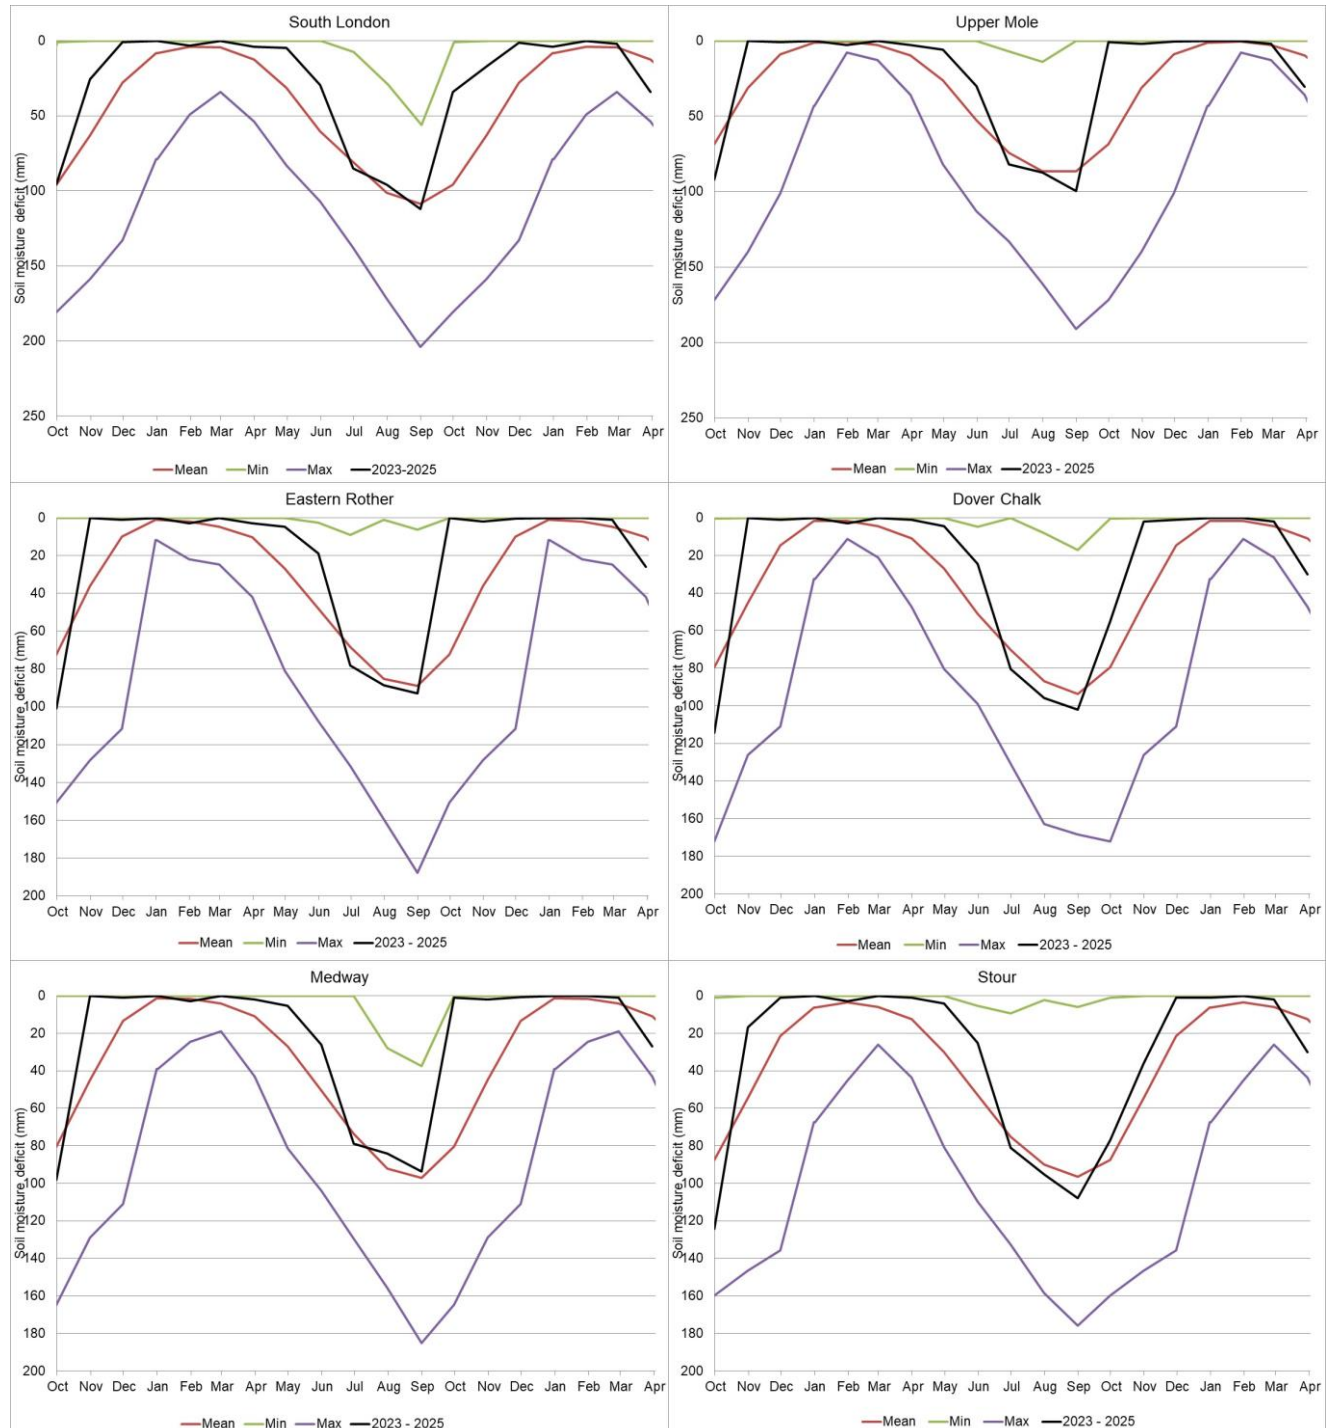 South London
Soil moisture deficit (mm)
0
50
100
150
200
250
Oct Nov Dec Jan Feb Mar Apr May Jun Jul Aug Sep Oct Nov Dec Jan Feb Mar Apr
Mean Min Max 2023-2025
Upper Mole
Soil moisture deficit (mm)
0
50
100
150
200
250
Oct Nov Dec Jan Feb Mar Apr May Jun Jul Aug Sep Oct Nov Dec Jan Feb Mar Apr
Mean Min Max 2023 - 2025
Eastern Rother
Soil moisture deficit (mm)
0
20
40
60
80
100
120
140
160
180
200
Oct Nov Dec Jan Feb Mar Apr May Jun Jul Aug Sep Oct Nov Dec Jan Feb Mar Apr
Mean Min Max 2023 - 2025
Dover Chalk
Soil moisture deficit (mm)
0
20
40
60
80
100
120
140
160
180
200
Oct Nov Dec Jan Feb Mar Apr May Jun Jul Aug Sep Oct Nov Dec Jan Feb Mar Apr
Mean Min Max 2023 - 2025
Medway
Soil moisture deficit (mm)
0
20
40
60
80
100
120
140
160
180
200
Oct Nov Dec Jan Feb Mar Apr May Jun Jul Aug Sep Oct Nov Dec Jan Feb Mar Apr
Mean Min Max 2023 - 2025
Stour
Soil moisture deficit (mm)
0
20
40
60
80
100
120
140
160
180
200
Oct Nov Dec Jan Feb Mar Apr May Jun Jul Aug Sep Oct Nov Dec Jan Feb Mar Apr
Mean Min Max 2023 - 2025